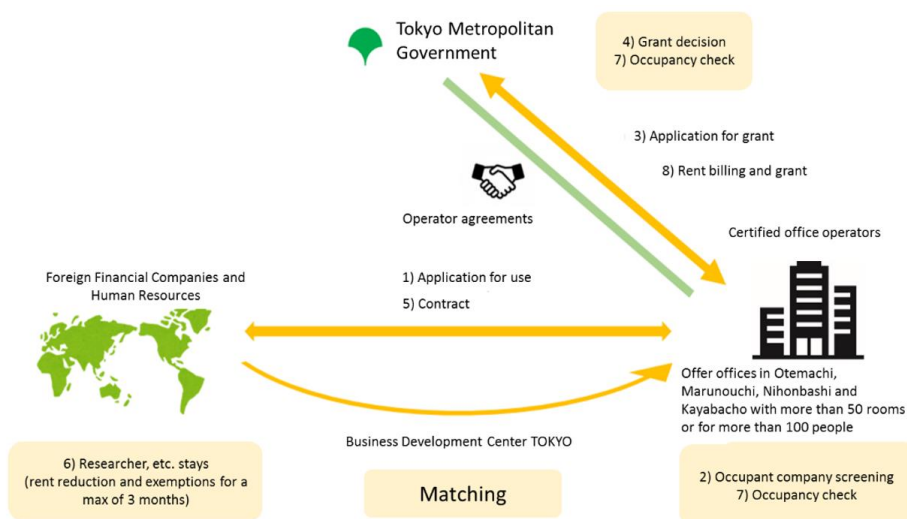 Tokyo Metropolitan
Government
4) Grant decision
7) Occupancy check
3) Application for grant
8) Rent billing and grant
Operator agreements
Certified office operators
Foreign Financial Companies and
Human Resources
1) Application for use
5) Contract
Offer offices in Otemachi,
Marunouchi, Nihonbashi and
Kayabacho with more than 50 rooms
or for more than 100 people
Business Development Center TOKYO
6) Researcher, etc. stays
(rent reduction and exemptions for a
max of 3 months)
Matching
2) Occupant company screening
7) Occupancy check